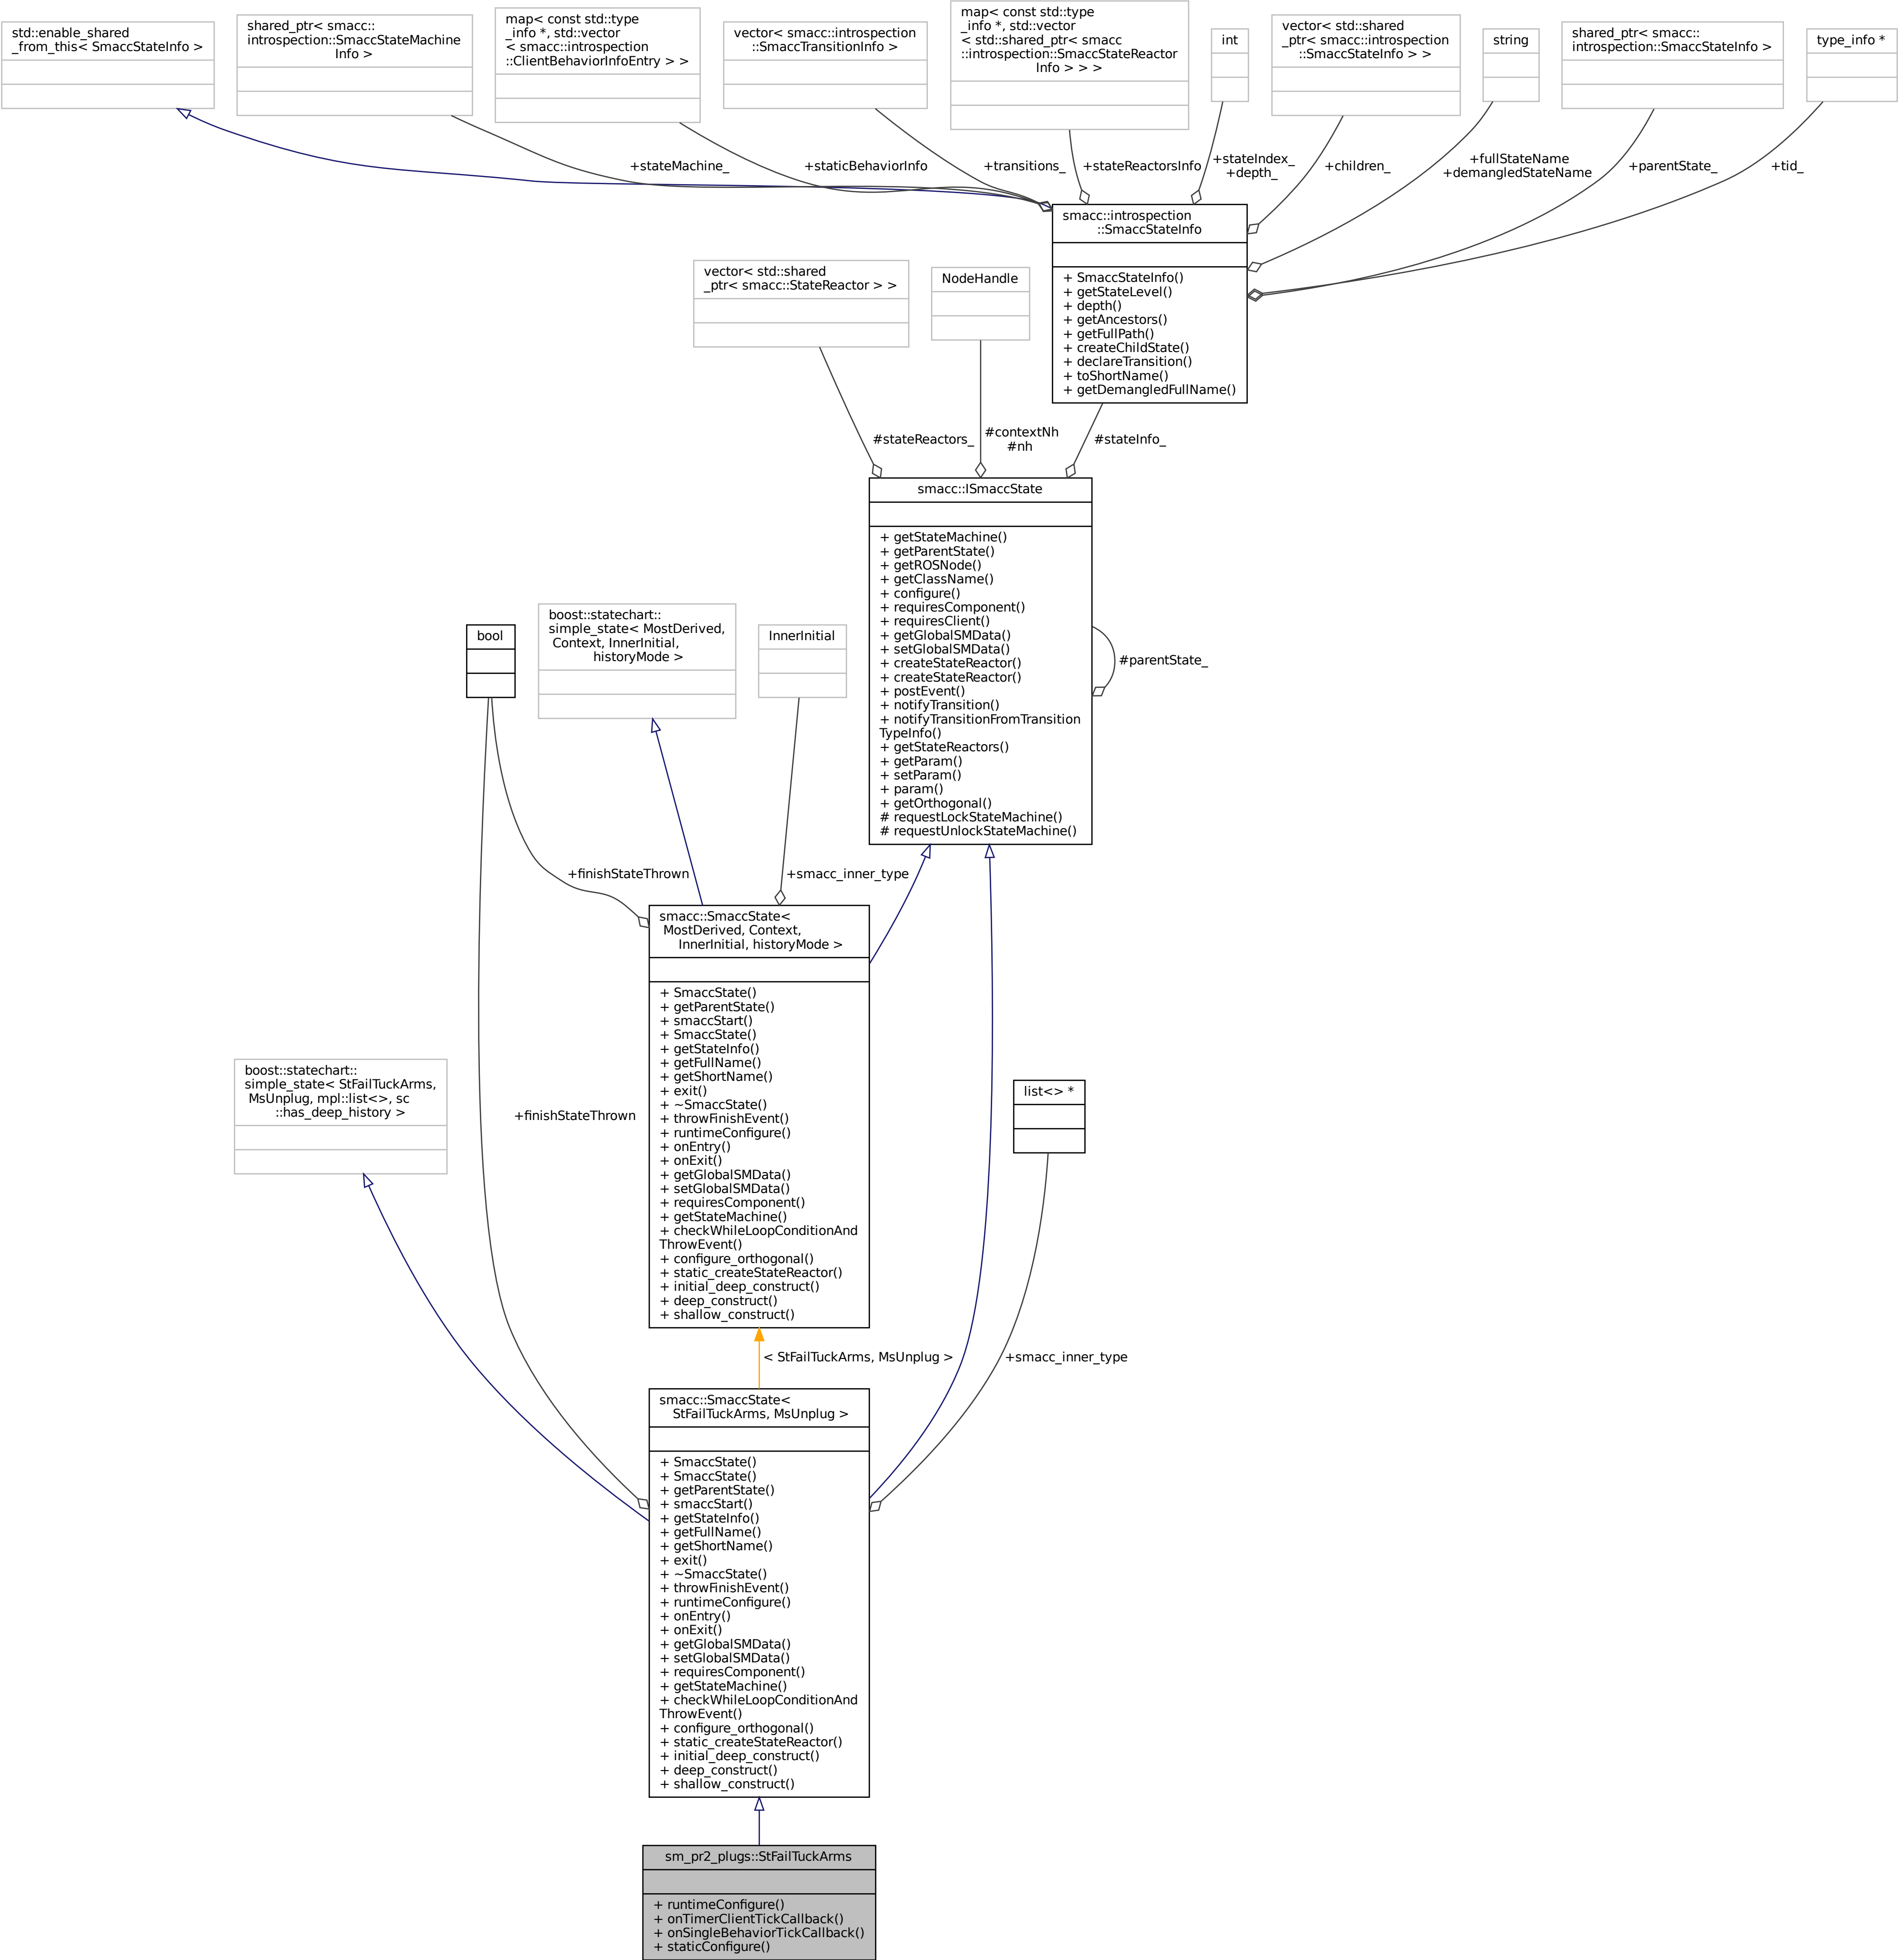 std::enable_shared
_from_this< SmaccStateInfo >
shared_ptr< smacc::
introspection::SmaccStateMachine
Info >
map< const std::type
_info *, std::vector
< smacc::introspection
::ClientBehaviorInfoEntry > >
vector< smacc::introspection
::SmaccTransitionInfo >
map< const std::type
_info *, std::vector
< std::shared_ptr< smacc
::introspection::SmaccStateReactor
Info > > >
int
vector< std::shared
_ptr< smacc::introspection
::SmaccStateInfo > >
string
shared_ptr< smacc::
introspection::SmaccStateInfo >
type_info *
+stateMachine_
+staticBehaviorInfo
+transitions_
+stateReactorsInfo
+stateIndex_
+depth_
+children_
+fullStateName
+demangledStateName
+parentState_
+tid_
smacc::introspection
::SmaccStateInfo
+ SmaccStateInfo()
+ getStateLevel()
+ depth()
+ getAncestors()
+ getFullPath()
+ createChildState()
+ declareTransition()
+ toShortName()
+ getDemangledFullName()
vector< std::shared
_ptr< smacc::StateReactor > >
NodeHandle
#stateReactors_
#contextNh
#nh
#stateInfo_
smacc::ISmaccState
+ getStateMachine()
+ getParentState()
+ getROSNode()
+ getClassName()
+ configure()
+ requiresComponent()
+ requiresClient()
+ getGlobalSMData()
+ setGlobalSMData()
+ createStateReactor()
+ createStateReactor()
+ postEvent()
+ notifyTransition()
+ notifyTransitionFromTransition
TypeInfo()
+ getStateReactors()
+ getParam()
+ setParam()
+ param()
+ getOrthogonal()
# requestLockStateMachine()
# requestUnlockStateMachine()
#parentState_
bool
boost::statechart::
simple_state< MostDerived,
Context, InnerInitial,
historyMode >
InnerInitial
+finishStateThrown
+smacc_inner_type
smacc::SmaccState<
MostDerived, Context,
InnerInitial, historyMode >
+ SmaccState()
+ getParentState()
+ smaccStart()
+ SmaccState()
+ getStateInfo()
+ getFullName()
+ getShortName()
+ exit()
+ ~SmaccState()
+ throwFinishEvent()
+ runtimeConfigure()
+ onEntry()
+ onExit()
+ getGlobalSMData()
+ setGlobalSMData()
+ requiresComponent()
+ getStateMachine()
+ checkWhileLoopConditionAnd
ThrowEvent()
+ configure_orthogonal()
+ static_createStateReactor()
+ initial_deep_construct()
+ deep_construct()
+ shallow_construct()
boost::statechart::
simple_state< StFailTuckArms,
MsUnplug, mpl::list<>, sc
::has_deep_history >
+finishStateThrown
list<> *
< StFailTuckArms, MsUnplug >
+smacc_inner_type
smacc::SmaccState<
StFailTuckArms, MsUnplug >
+ SmaccState()
+ SmaccState()
+ getParentState()
+ smaccStart()
+ getStateInfo()
+ getFullName()
+ getShortName()
+ exit()
+ ~SmaccState()
+ throwFinishEvent()
+ runtimeConfigure()
+ onEntry()
+ onExit()
+ getGlobalSMData()
+ setGlobalSMData()
+ requiresComponent()
+ getStateMachine()
+ checkWhileLoopConditionAnd
ThrowEvent()
+ configure_orthogonal()
+ static_createStateReactor()
+ initial_deep_construct()
+ deep_construct()
+ shallow_construct()
sm_pr2_plugs::StFailTuckArms
+ runtimeConfigure()
+ onTimerClientTickCallback()
+ onSingleBehaviorTickCallback()
+ staticConfigure()